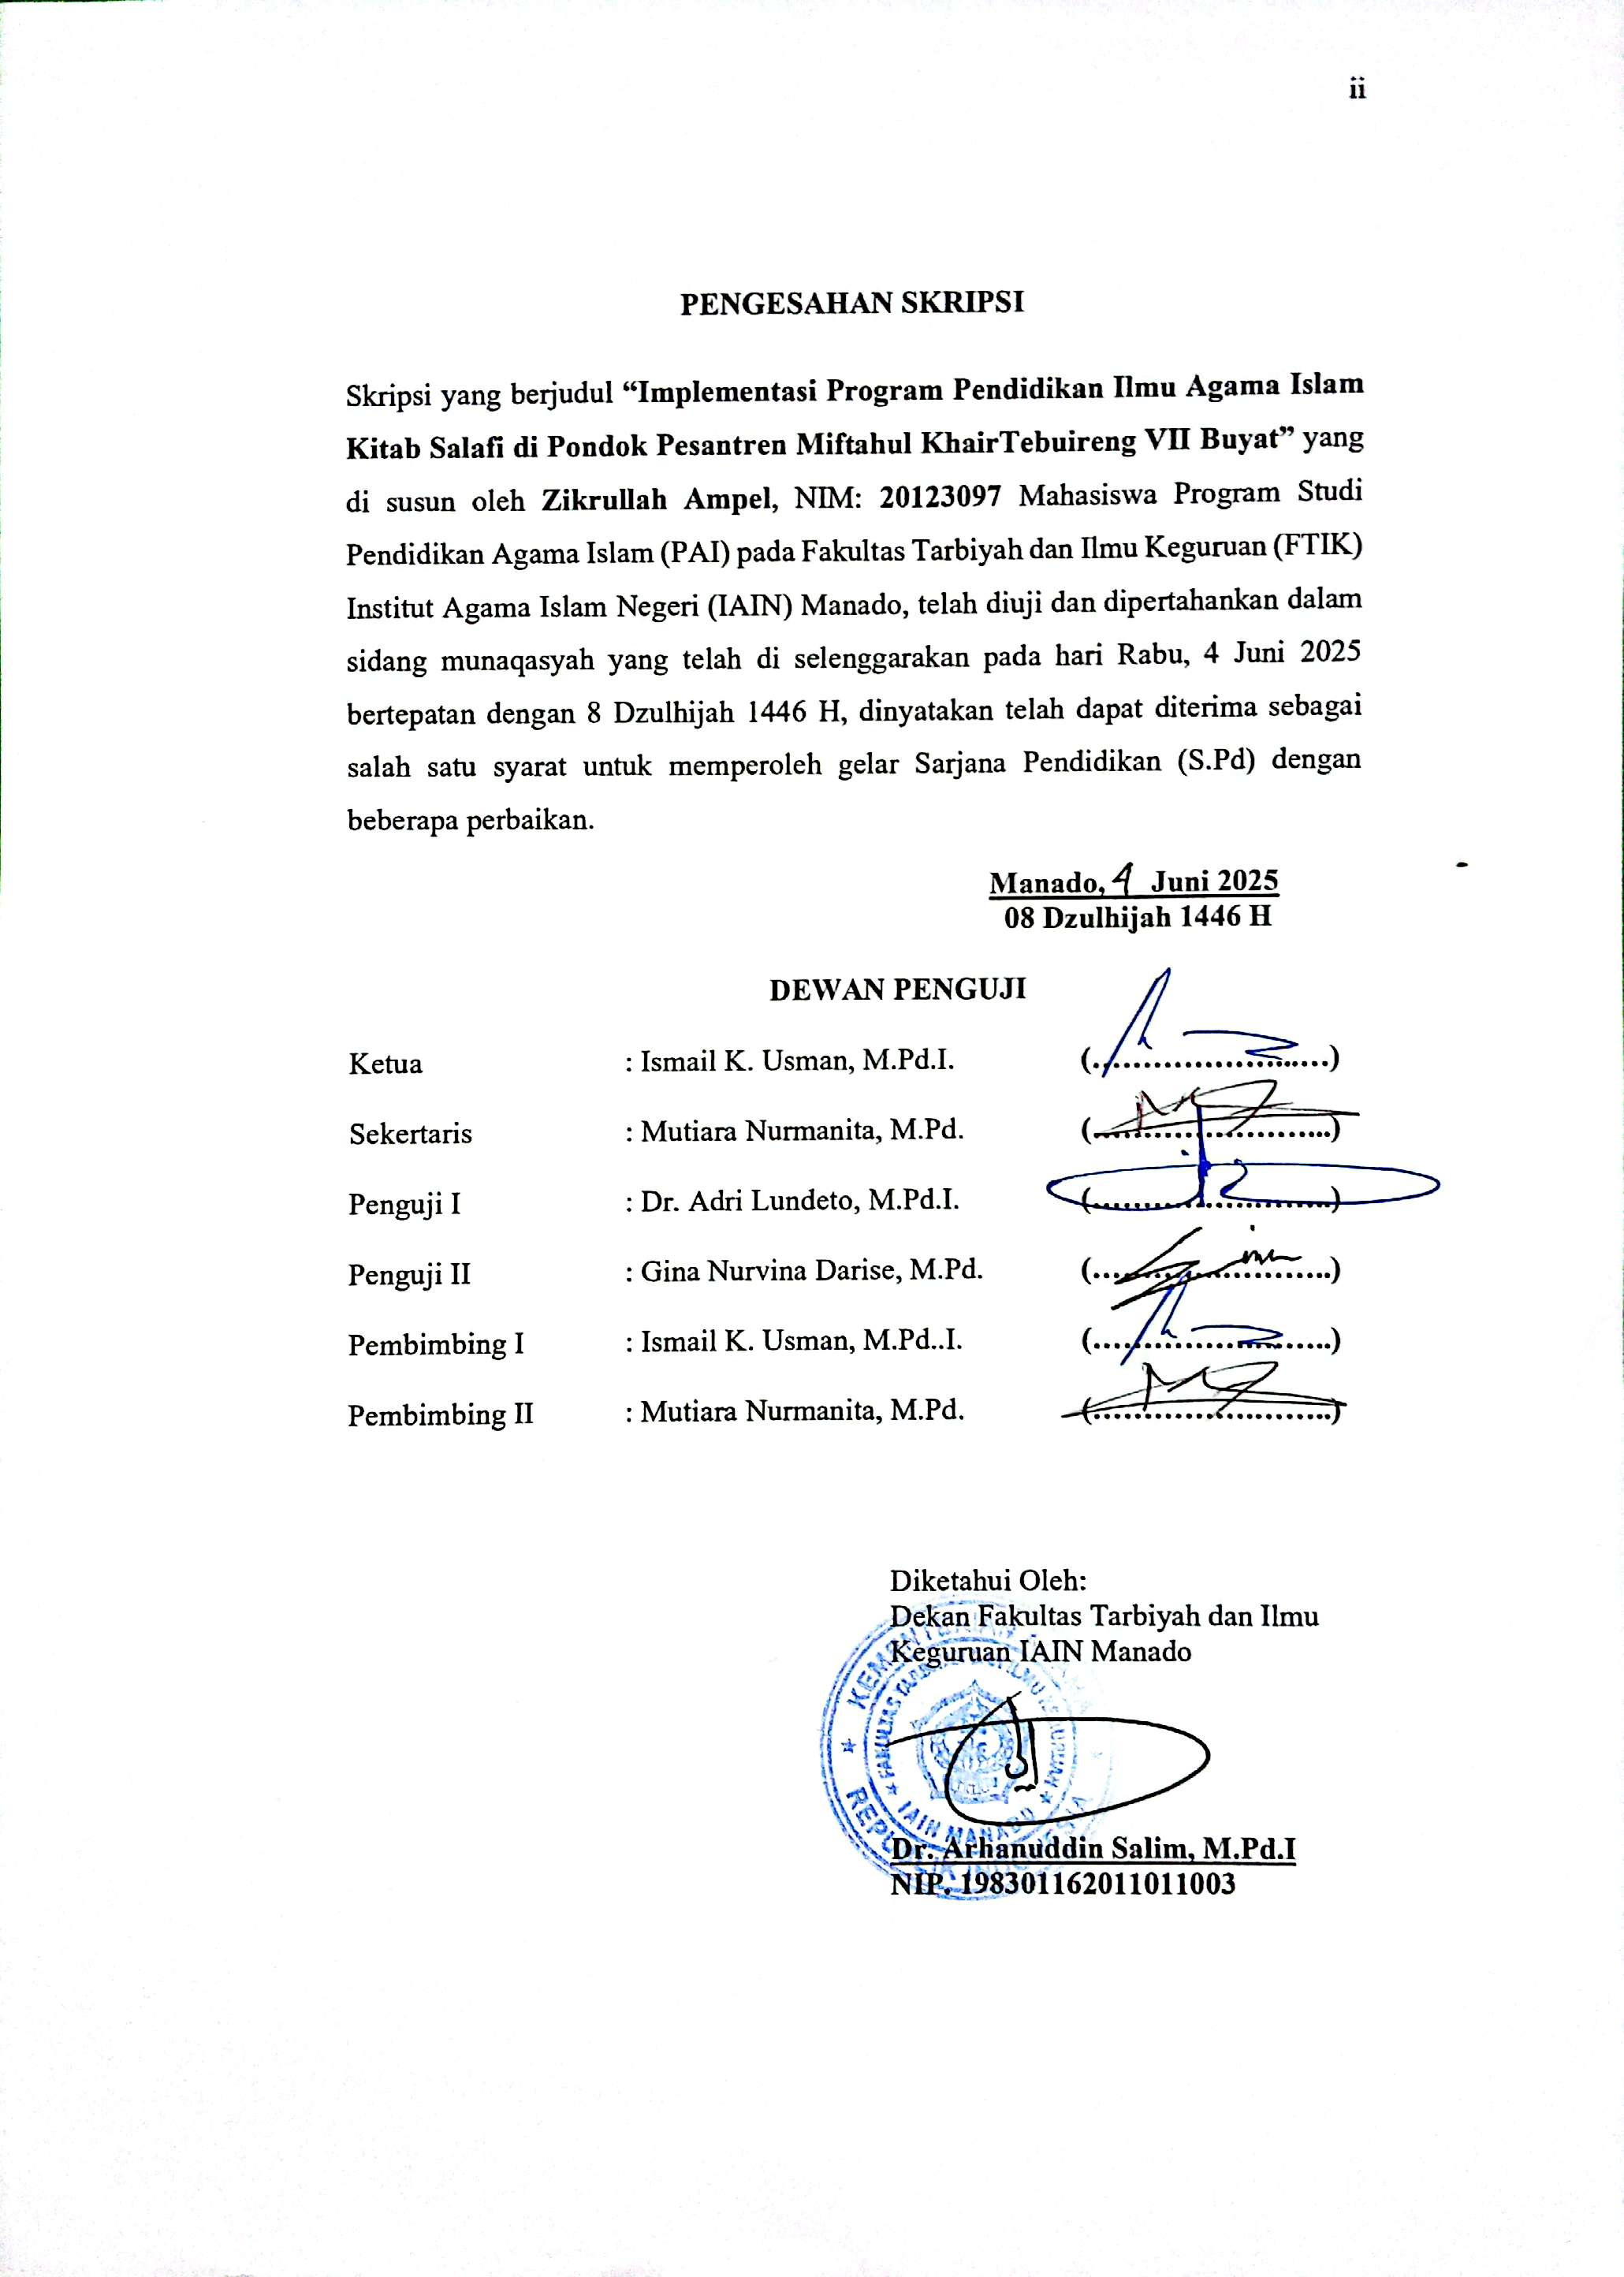 ii
PENGESAHAN SKRIPSI
Skripsi yang berjudul “Implementasi Program Pendidikan Ilmu Agama Islam
Kitab Salafi di Pondok Pesantren Miftahul KhairTebuireng VII Buyat” yang
di susun oleh Zikrullah Ampel, NIM: 20123097 Mahasiswa Program Studi
Pendidikan Agama Islam (PAI) pada Fakultas Tarbiyah dan Ilmu Keguruan (FTIK)
Institut Agama Islam Negeri (IAIN) Manado, telah diuji dan dipertahankan dalam
sidang munaqasyah yang telah di selenggarakan pada hari Rabu, 4 Juni 2025
bertepatan dengan 8 Dzulhijah 1446 H, dinyatakan telah dapat diterima sebagai
salah satu syarat untuk memperoleh gelar Sarjana Pendidikan (S.Pd) dengan
beberapa perbaikan.
Manado, 4 Juni 2025
08 Dzulhijah 1446 H
DEWAN PENGUJI
Ketua : Ismail K. Usman, M.Pd.I. (..............................)
Sekertaris : Mutiara Nurmanita, M.Pd. (..............................)
Penguji I : Dr. Adri Lundeto, M.Pd.I. (..............................)
Penguji II : Gina Nurvina Darise, M.Pd. (..............................)
Pembimbing I : Ismail K. Usman, M.Pd..I. (..............................)
Pembimbing II : Mutiara Nurmanita, M.Pd. (..............................)
Diketahui Oleh:
Dekan Fakultas Tarbiyah dan Ilmu
Keguruan IAIN Manado
IAIN MANADO
Dr. Arhanuddin Salim, M.Pd.I
NIP. 198301162011011003